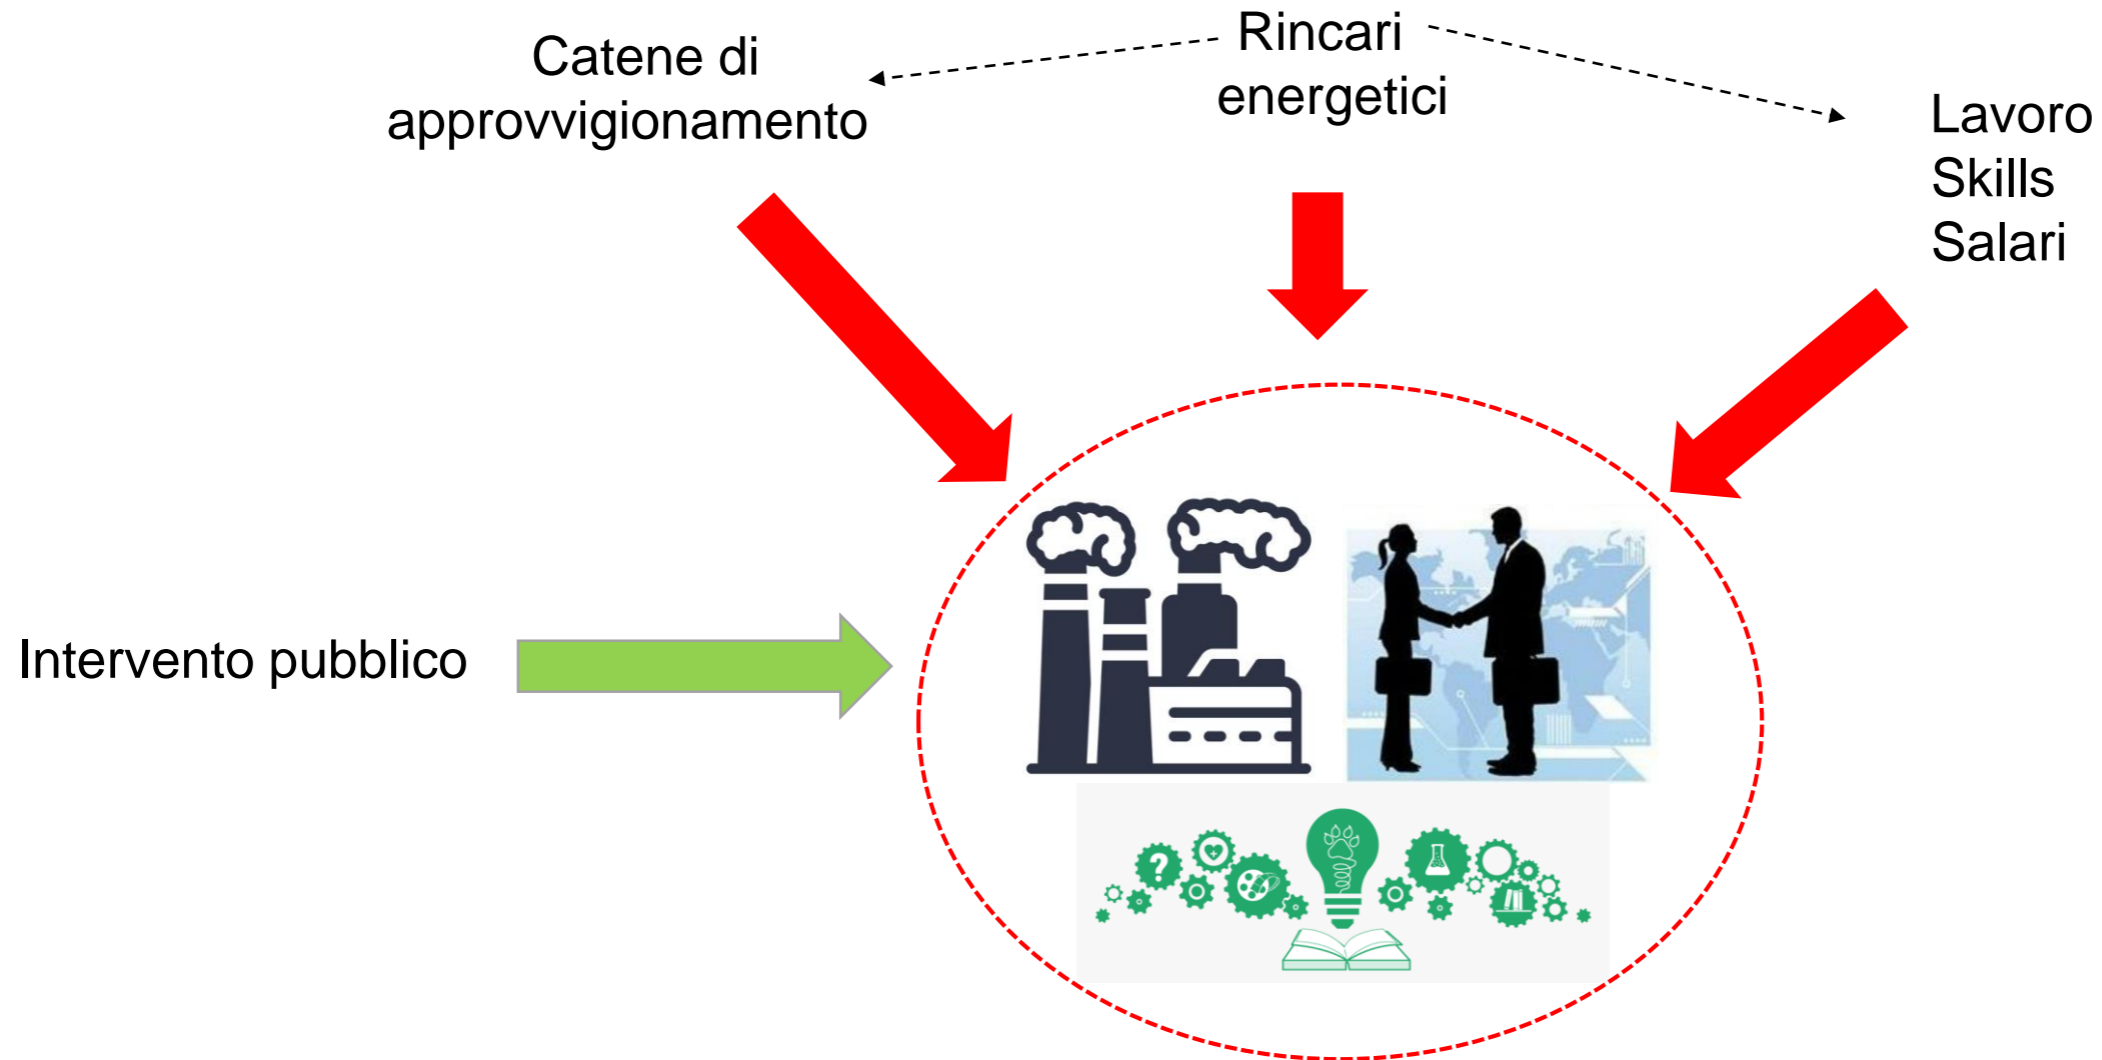 Catene di
approvvigionamento
Rincari
energetici
Lavoro
Skills
Salari
Intervento pubblico
?